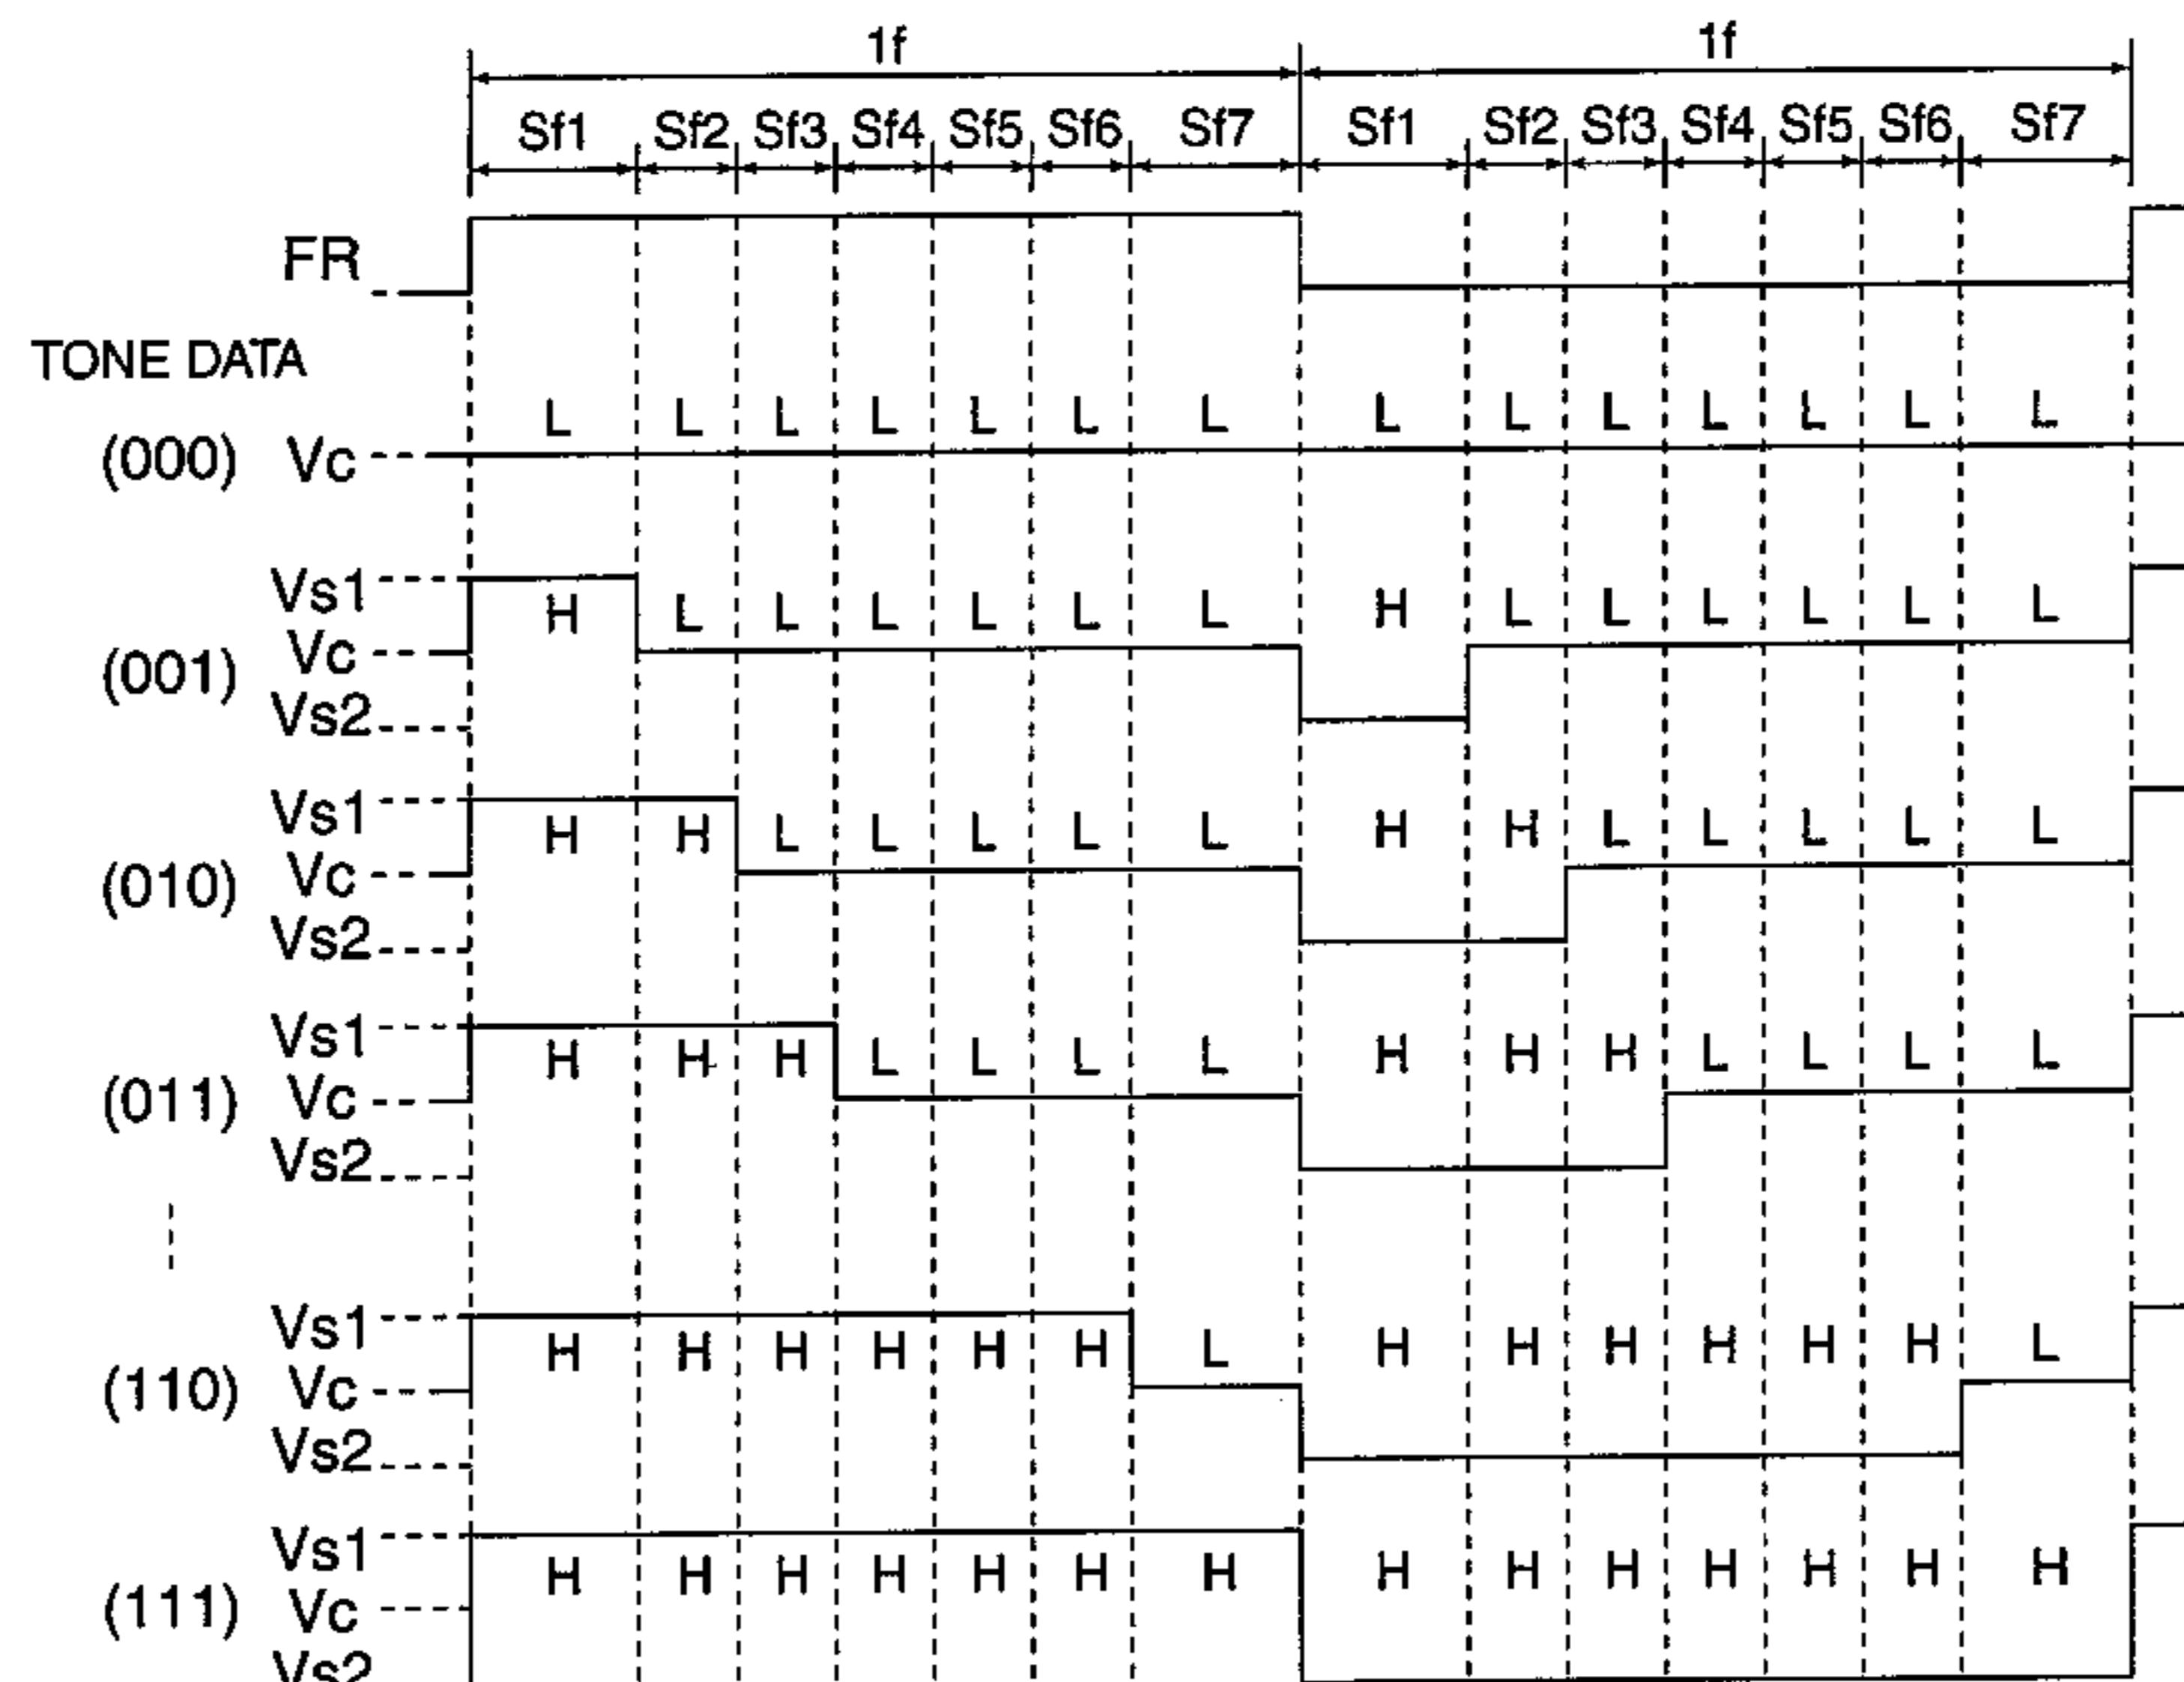 1f 1f
Sf1 Sf2 Sf3 Sf4 Sf5 Sf6 Sf7 Sf1 Sf2 Sf3 Sf4 Sf5 Sf6 Sf7
FR
TONE DATA
L L L L L L L L L L L L L L
(000) Vc
Vs1
H L L L L L L H L L L L L L
Vc
(001)
Vs2
Vs1
H H L L L L L H H L L L L L
Vc
(010)
Vs2
Vs1
H H H L L L L H H H L L L L
Vc
(011)
Vs2
Vs1
H H H H H H L H H H H H H L
Vc
(110)
Vs2
Vs1
H H H H H H H H H H H H H H
(111) Vc
Vs2